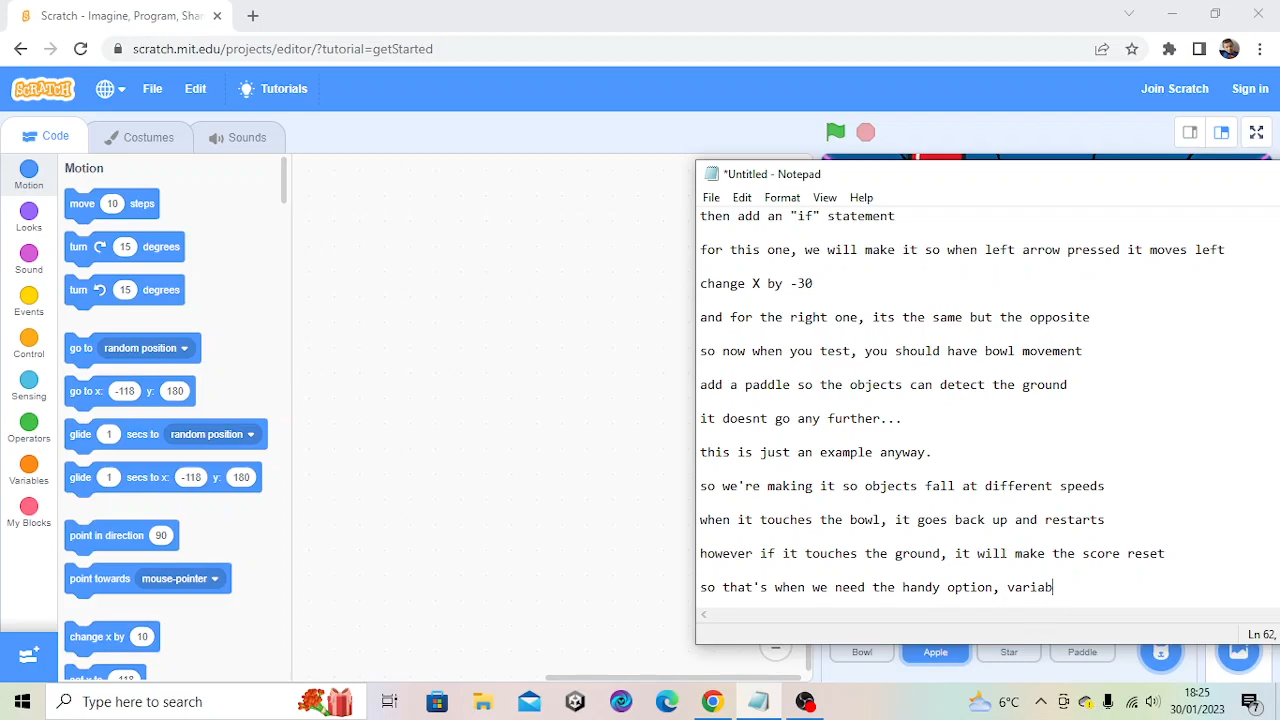 Scratch - Imagine, Program, Shar
scratch.mit.edu/projects/editor/?tutorial=getStarted
SCRATCH File Edit Tutorials Join Scratch Sign in
Code Costumes Sounds
Motion
Looks
Sound
Events
Control
Sensing
Operators
Variables
My Blocks
Motion
move 10 steps
turn 15 degrees
turn 15 degrees
go to random position
go to x: -118 y: 180
glide 1 secs to random position
glide 1 secs to x: -118 y: 180
point in direction 90
point towards mouse-pointer
change x by 10
*Untitled - Notepad
File Edit Format View Help
then add an "if" statement
for this one, we will make it so when left arrow pressed it moves left
change X by -30
and for the right one, its the same but the opposite
so now when you test, you should have bowl movement
add a paddle so the objects can detect the ground
it doesnt go any further...
this is just an example anyway.
so we're making it so objects fall at different speeds
when it touches the bowl, it goes back up and restarts
however if it touches the ground, it will make the score reset
so that's when we need the handy option, variab
Ln 62,
Bowl Apple Star Paddle
Type here to search
6°C
18:25
30/01/2023
7